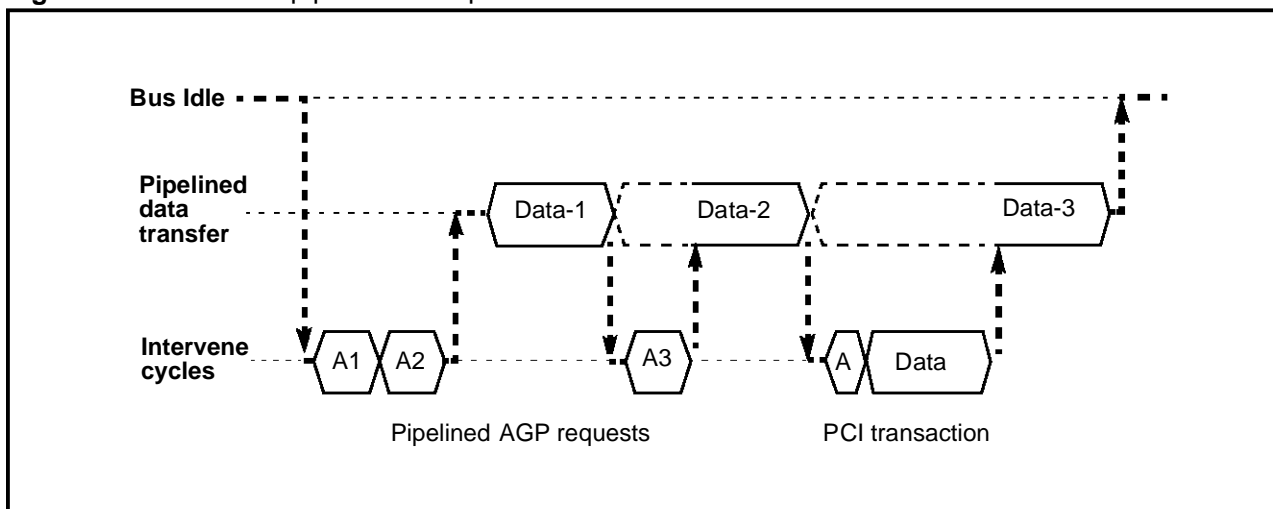 Bus Idle
Pipelined
data
transfer
Data-1
Data-2
Data-3
Intervene
cycles
A1
A2
A3
A
Data
Pipelined AGP requests
PCI transaction